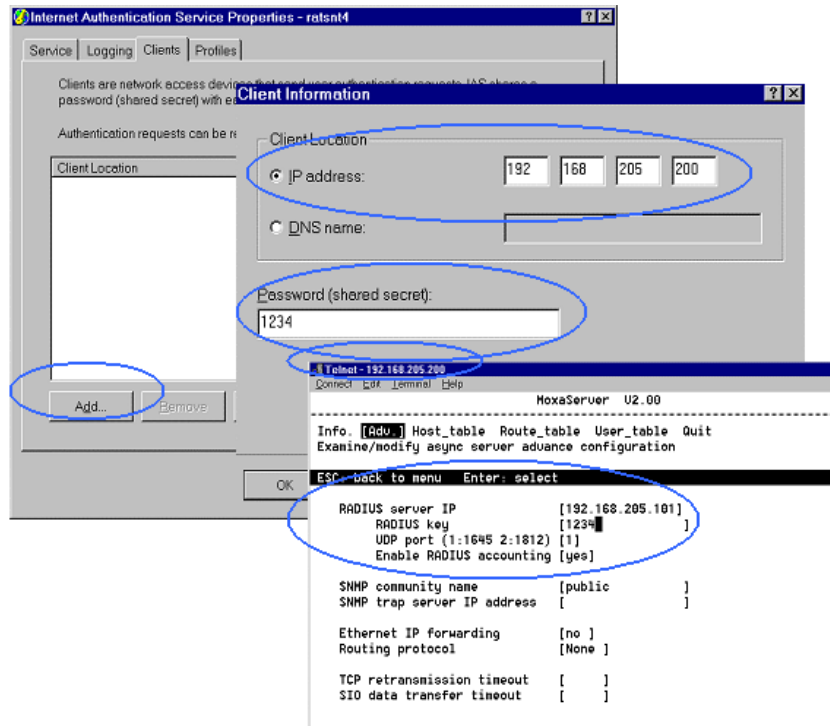 Internet Authentication Service Properties - ratsnt4
Service Logging Clients Profiles
Clients are network access devices that send user authentication requests. IAS shares a
password (shared secret) with ea
Authentication requests can be re
Client Location
Add...
Remove
Client Information
Client Location
IP address: 192 168 205 200
DNS name:
Password (shared secret):
1234
OK
Telnet - 192.168.205.200
Connect Edit Terminal Help
MoxaServer V2.00
Info. [Adv.] Host_table Route_table User_table Quit
Examine/modify async server advance configuration
ESC: back to menu Enter: select
RADIUS server IP [192.168.205.101]
RADIUS key [1234 ]
UDP port (1:1645 2:1812) [1]
Enable RADIUS accounting [yes]
SNMP community name [public ]
SNMP trap server IP address [ ]
Ethernet IP forwarding [no ]
Routing protocol [None ]
TCP retransmission timeout [ ]
SIO data transfer timeout [ ]